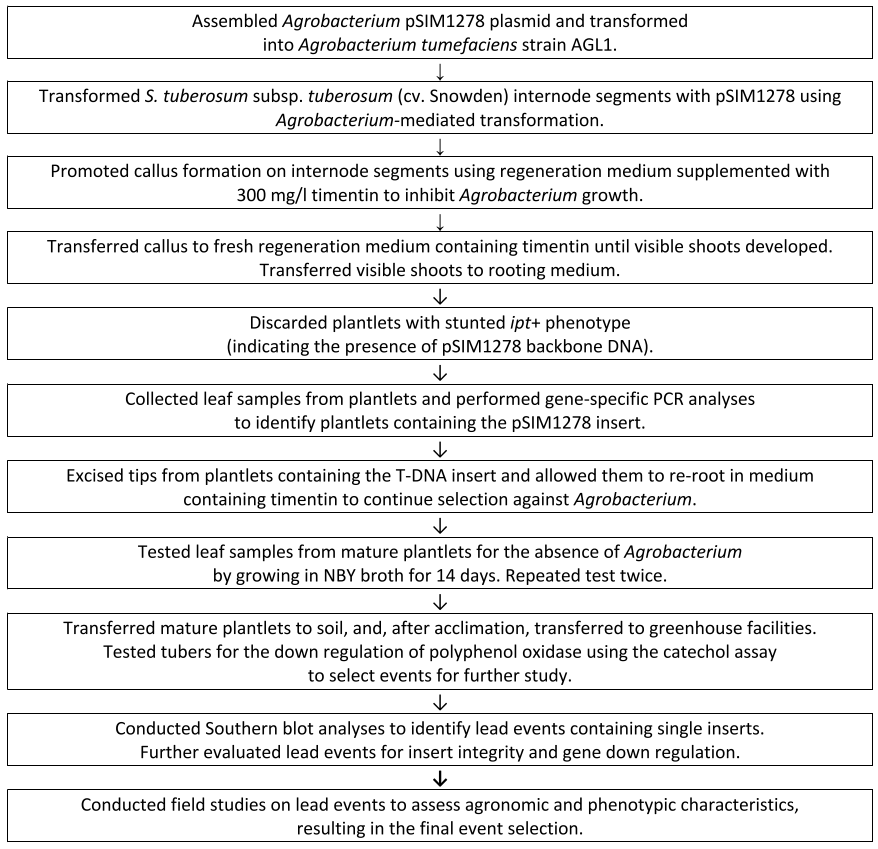 Assembled Agrobacterium pSIM1278 plasmid and transformed
into Agrobacterium tumefaciens strain AGL1.
↓
Transformed S. tuberosum subsp. tuberosum (cv. Snowden) internode segments with pSIM1278 using
Agrobacterium-mediated transformation.
↓
Promoted callus formation on internode segments using regeneration medium supplemented with
300 mg/l timentin to inhibit Agrobacterium growth.
↓
Transferred callus to fresh regeneration medium containing timentin until visible shoots developed.
Transferred visible shoots to rooting medium.
↓
Discarded plantlets with stunted ipt+ phenotype
(indicating the presence of pSIM1278 backbone DNA).
↓
Collected leaf samples from plantlets and performed gene-specific PCR analyses
to identify plantlets containing the pSIM1278 insert.
↓
Excised tips from plantlets containing the T-DNA insert and allowed them to re-root in medium
containing timentin to continue selection against Agrobacterium.
↓
Tested leaf samples from mature plantlets for the absence of Agrobacterium
by growing in NBY broth for 14 days. Repeated test twice.
↓
Transferred mature plantlets to soil, and, after acclimation, transferred to greenhouse facilities.
Tested tubers for the down regulation of polyphenol oxidase using the catechol assay
to select events for further study.
↓
Conducted Southern blot analyses to identify lead events containing single inserts.
Further evaluated lead events for insert integrity and gene down regulation.
↓
Conducted field studies on lead events to assess agronomic and phenotypic characteristics,
resulting in the final event selection.